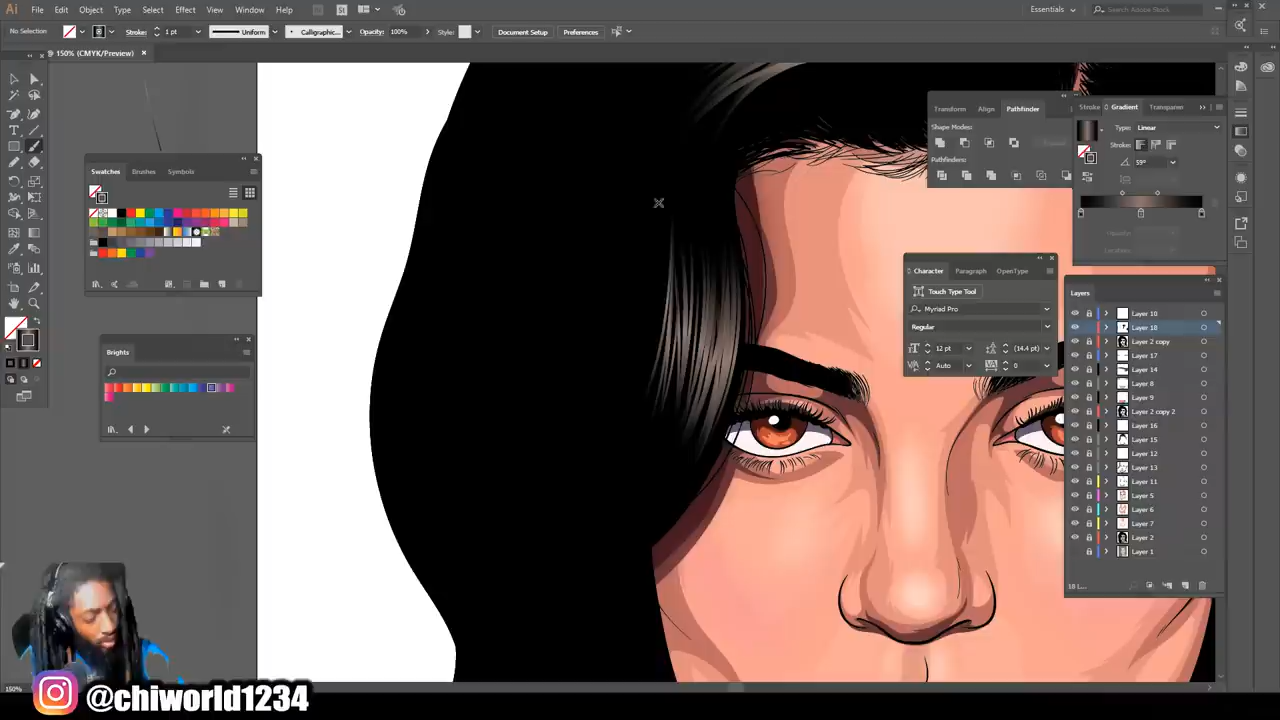 Ai File Edit Object Type Select Effect View Window Help Br St Essentials Search Adobe Stock
No Selection Stroke: 1 pt Uniform Calligraphic... Opacity: 100% Style: Document Setup Preferences
@ 150% (CMYK/Preview)
Transform Align Pathfinder
Shape Modes:
Expand
Pathfinders:
Stroke Gradient Transparen
Type: Linear
Stroke:
59°
Opacity:
Location:
Swatches Brushes Symbols
Brights
Character Paragraph OpenType
Touch Type Tool
Myriad Pro
Regular
12 pt (14.4 pt)
Auto 0
Layers
Layer 10
Layer 18
Layer 2 copy
Layer 17
Layer 14
Layer 8
Layer 9
Layer 2 copy 2
Layer 16
Layer 15
Layer 12
Layer 13
Layer 11
Layer 5
Layer 6
Layer 7
Layer 2
Layer 1
18 L...
150%
@chiworld1234